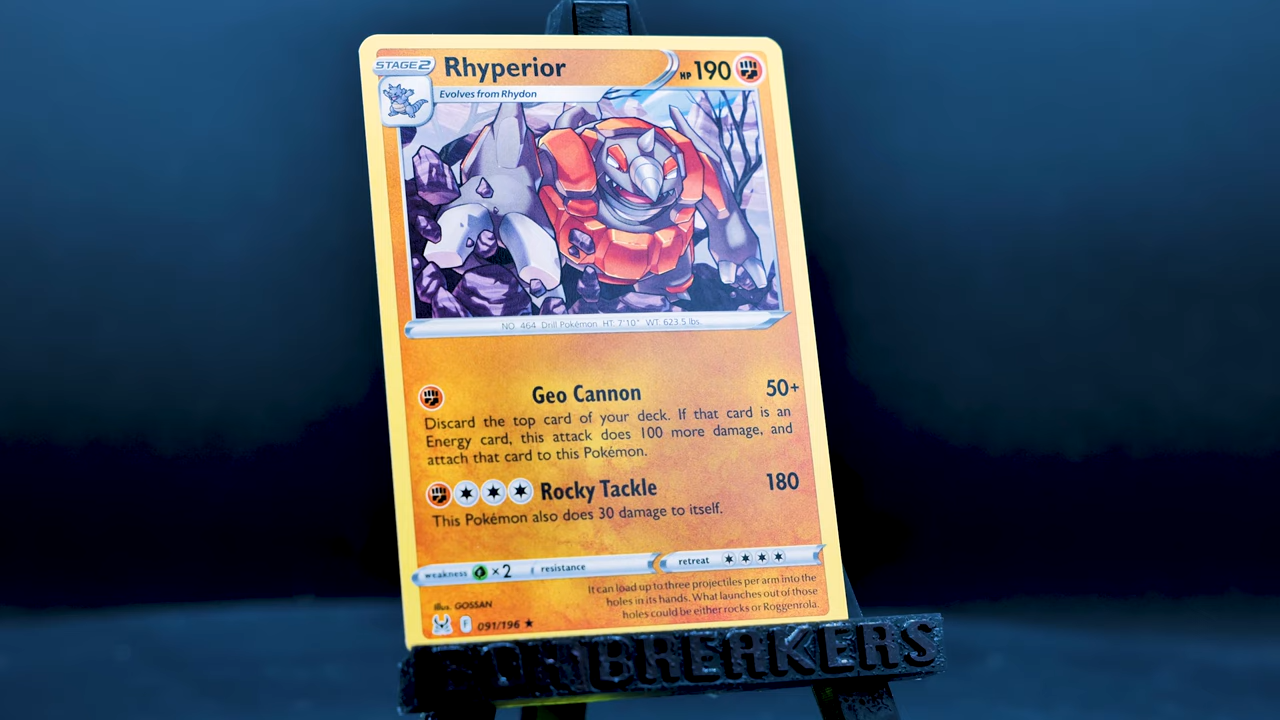 STAGE 2 Rhyperior HP 190
Evolves from Rhydon
NO. 464 Drill Pokémon HT: 7'10" WT: 623.5 lbs.
Geo Cannon 50+
Discard the top card of your deck. If that card is an
Energy card, this attack does 100 more damage, and
attach that card to this Pokémon.
Rocky Tackle 180
This Pokémon also does 30 damage to itself.
weakness ×2 resistance retreat
It can load up to three projectiles per arm into the
holes in its hands. What launches out of those
holes could be either rocks or Roggenrola.
Illus. GOSSAN
F 091/196 ★
BREAKERS